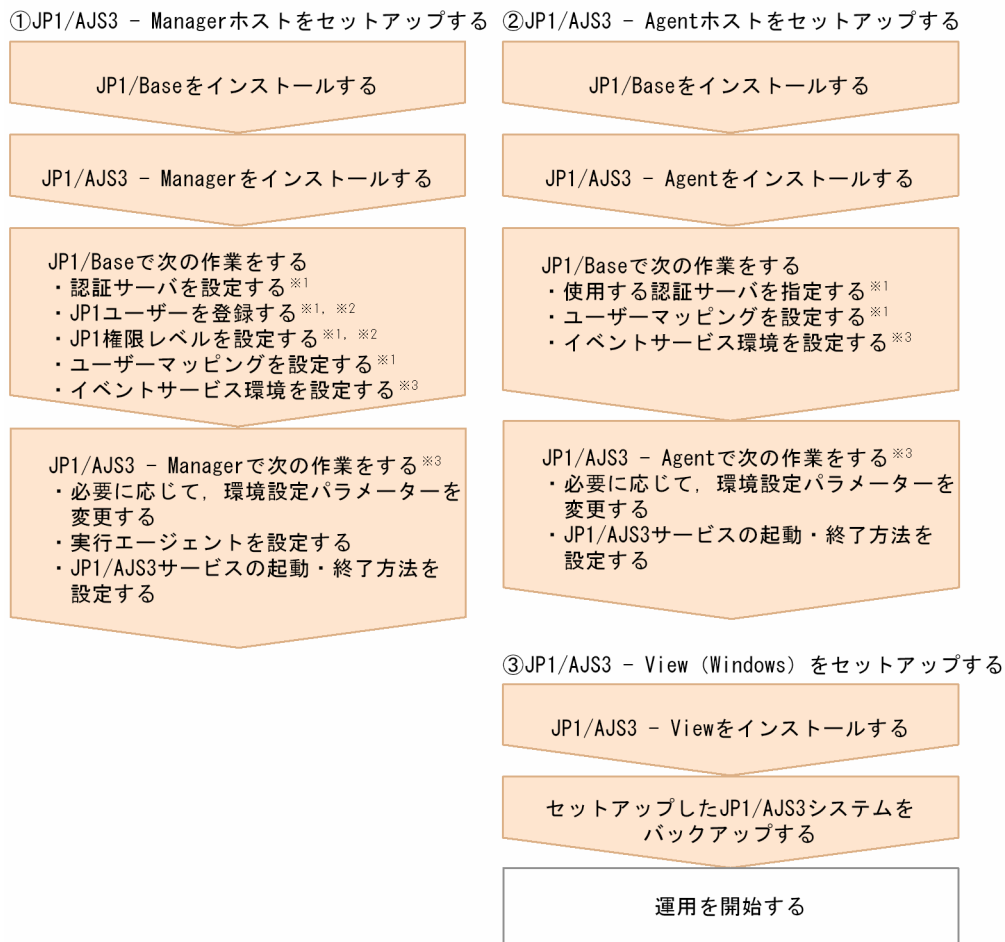 ①JP1/AJS3 - Managerホストをセットアップする
JP1/Baseをインストールする
JP1/AJS3 - Managerをインストールする
JP1/Baseで次の作業をする
・認証サーバを設定する※1
・JP1ユーザーを登録する※1, ※2
・JP1権限レベルを設定する※1, ※2
・ユーザーマッピングを設定する※1
・イベントサービス環境を設定する※3
JP1/AJS3 - Managerで次の作業をする※3
・必要に応じて，環境設定パラメーターを
変更する
・実行エージェントを設定する
・JP1/AJS3サービスの起動・終了方法を
設定する
②JP1/AJS3 - Agentホストをセットアップする
JP1/Baseをインストールする
JP1/AJS3 - Agentをインストールする
JP1/Baseで次の作業をする
・使用する認証サーバを指定する※1
・ユーザーマッピングを設定する※1
・イベントサービス環境を設定する※3
JP1/AJS3 - Agentで次の作業をする※3
・必要に応じて，環境設定パラメーターを
変更する
・JP1/AJS3サービスの起動・終了方法を
設定する
③JP1/AJS3 - View（Windows）をセットアップする
JP1/AJS3 - Viewをインストールする
セットアップしたJP1/AJS3システムを
バックアップする
運用を開始する